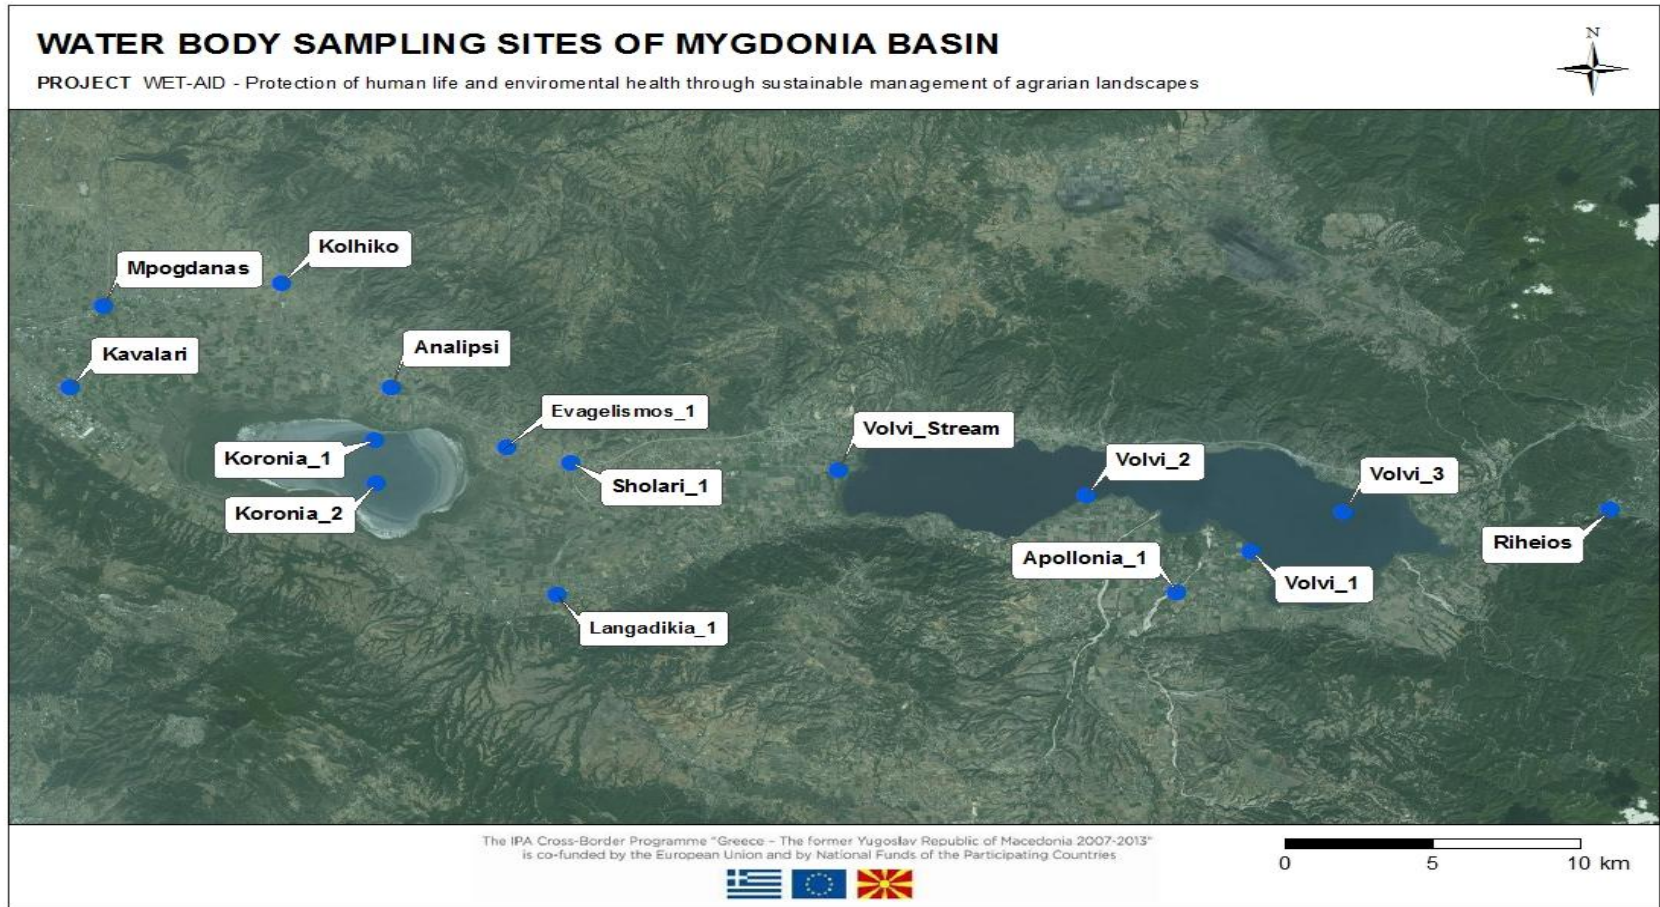 WATER BODY SAMPLING SITES OF MYGDONIA BASIN
PROJECT WET-AID - Protection of human life and enviromental health through sustainable management of agrarian landscapes
N
Kolhiko
Mpogdanas
Kavalari
Analipsi
Evagelismos_1
Volvi_Stream
Koronia_1
Sholari_1
Volvi_2
Volvi_3
Koronia_2
Riheios
Apollonia_1
Volvi_1
Langadikia_1
The IPA Cross-Border Programme "Greece – The former Yugoslav Republic of Macedonia 2007-2013"
is co-funded by the European Union and by National Funds of the Participating Countries
0 5 10 km